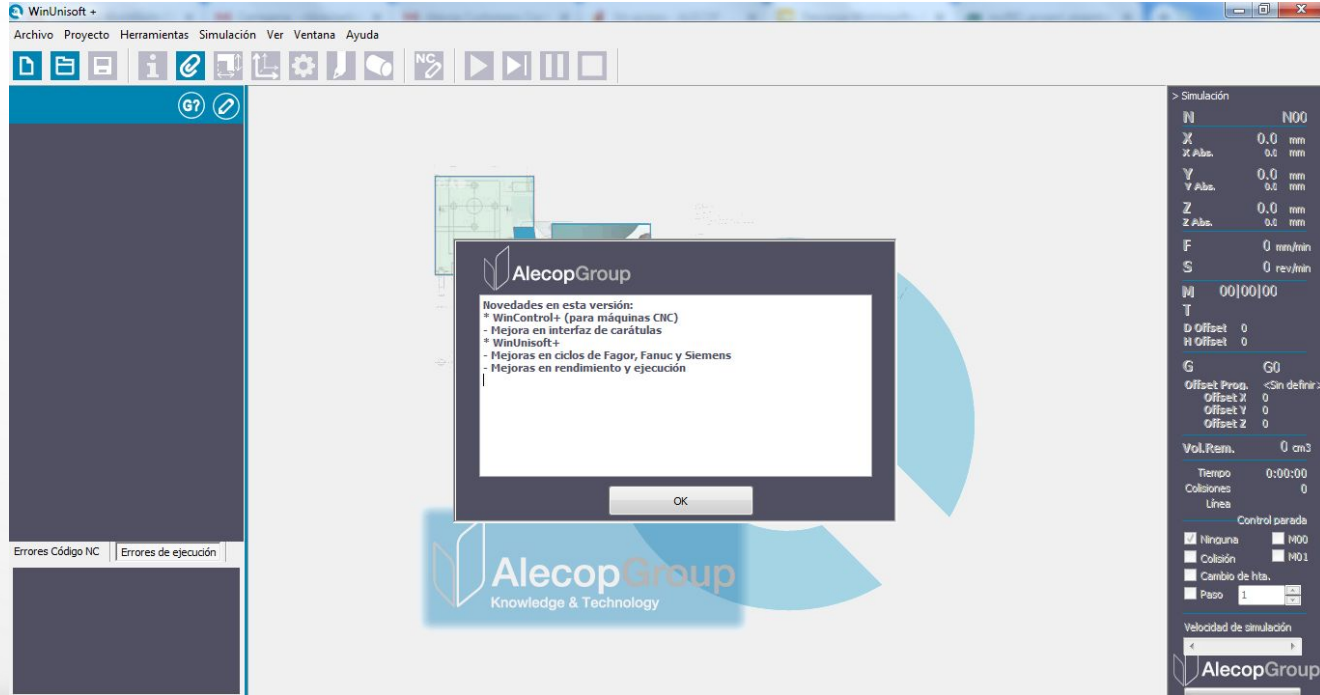 WinUnisoft +
Archivo Proyecto Herramientas Simulación Ver Ventana Ayuda
NC
G?
AlecopGroup
Novedades en esta versión:
* WinControl+ (para máquinas CNC)
- Mejora en interfaz de carátulas
* WinUnisoft+
- Mejoras en ciclos de Fagor, Fanuc y Siemens
- Mejoras en rendimiento y ejecución
OK
AlecopGroup
Knowledge & Technology
Errores Código NC Errores de ejecución
> Simulación
N N00
X 0.0 mm
X Abs. 0.0 mm
Y 0.0 mm
Y Abs. 0.0 mm
Z 0.0 mm
Z Abs. 0.0 mm
F 0 mm/min
S 0 rev/min
M 00|00|00
T
D Offset 0
H Offset 0
G G0
Offset Prog. <Sin definir>
Offset X 0
Offset Y 0
Offset Z 0
Vol.Rem. 0 cm3
Tiempo 0:00:00
Colisiones 0
Línea
Control parada
Ninguna M00
Colisión M01
Cambio de hta.
Paso 1
Velocidad de simulación
AlecopGroup